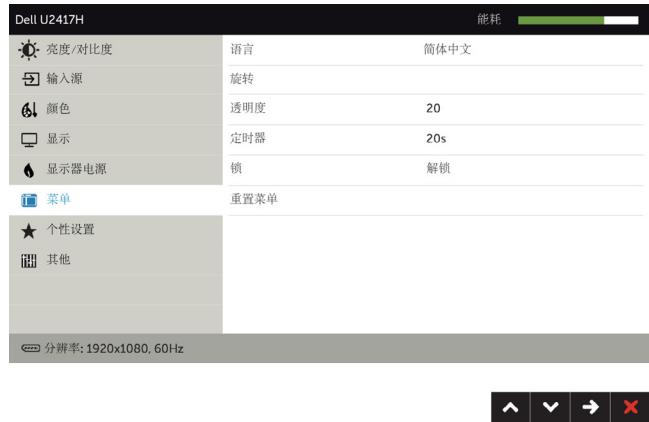 Dell U2417H 能耗
亮度/对比度 语言 简体中文
输入源 旋转
颜色 透明度 20
显示 定时器 20s
显示器电源 锁 解锁
菜单 重置菜单
个性设置
其他
分辨率: 1920x1080, 60Hz